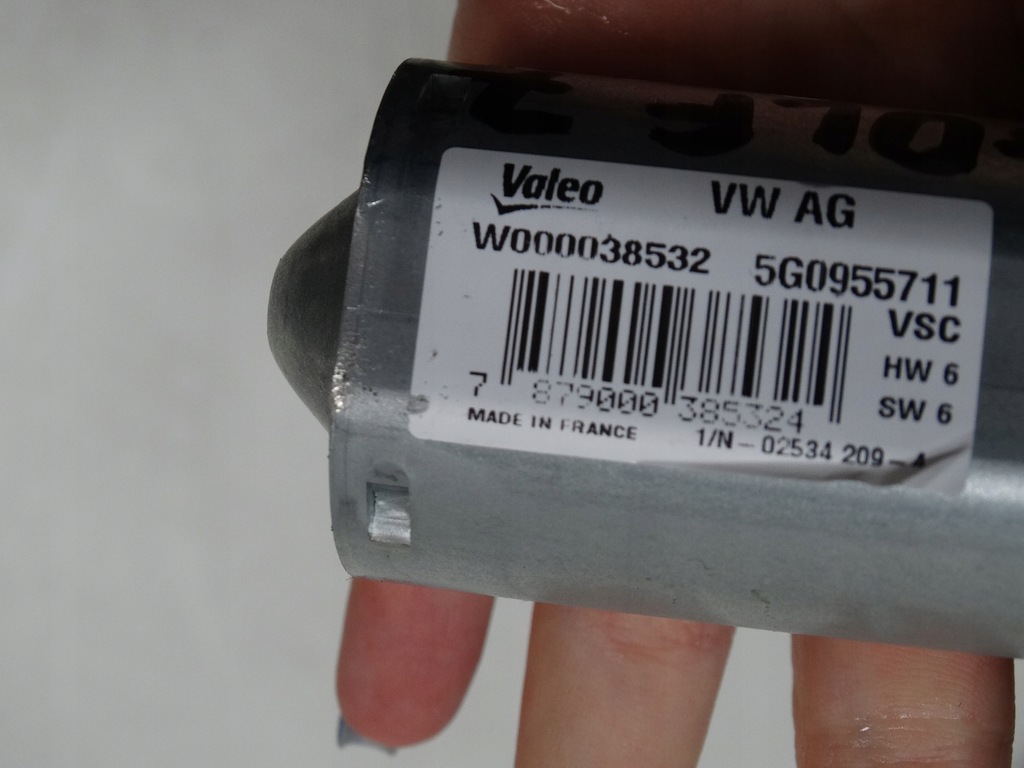 Valeo VW AG
W000038532 5G0955711
VSC
HW 6
SW 6
7 879000 385324
MADE IN FRANCE 1/N - 02534 209 - 4